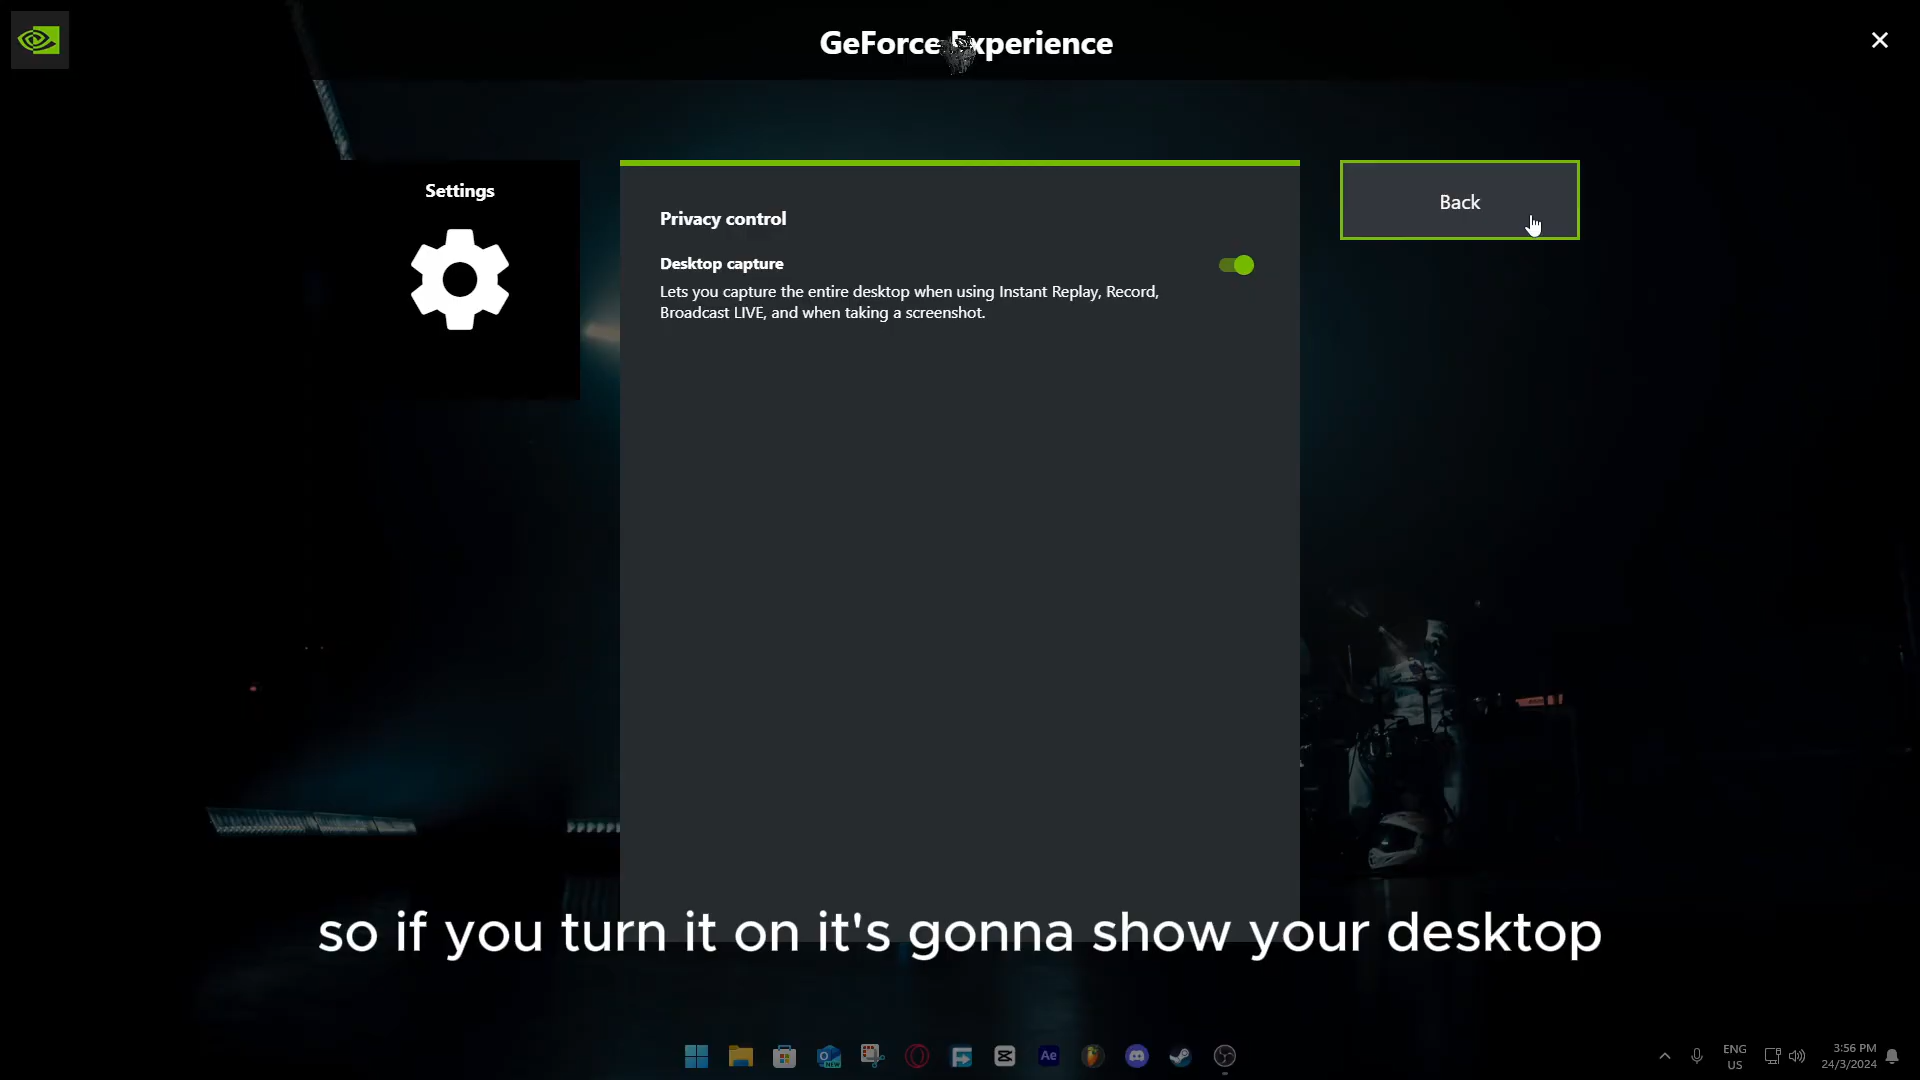 GeForce Experience
Settings
Privacy control
Desktop capture
Lets you capture the entire desktop when using Instant Replay, Record,
Broadcast LIVE, and when taking a screenshot.
Back
so if you turn it on it's gonna show your desktop
NEW
Ae
ENG
US
3:56 PM
24/3/2024